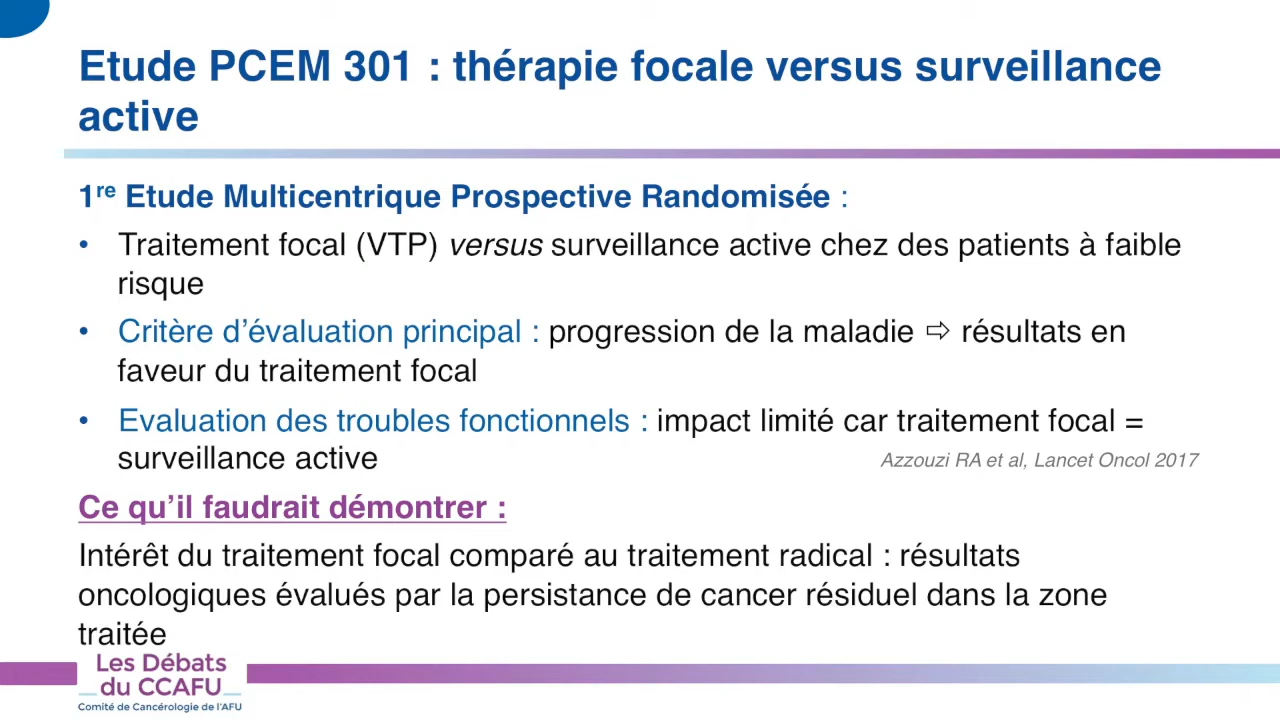 Etude PCEM 301 : thérapie focale versus surveillance
active
1re Etude Multicentrique Prospective Randomisée :
• Traitement focal (VTP) versus surveillance active chez des patients à faible
risque
• Critère d’évaluation principal : progression de la maladie ⇨ résultats en
faveur du traitement focal
• Evaluation des troubles fonctionnels : impact limité car traitement focal =
surveillance active
Azzouzi RA et al, Lancet Oncol 2017
Ce qu’il faudrait démontrer :
Intérêt du traitement focal comparé au traitement radical : résultats
oncologiques évalués par la persistance de cancer résiduel dans la zone
traitée
Les Débats
du CCAFU
Comité de Cancérologie de l’AFU